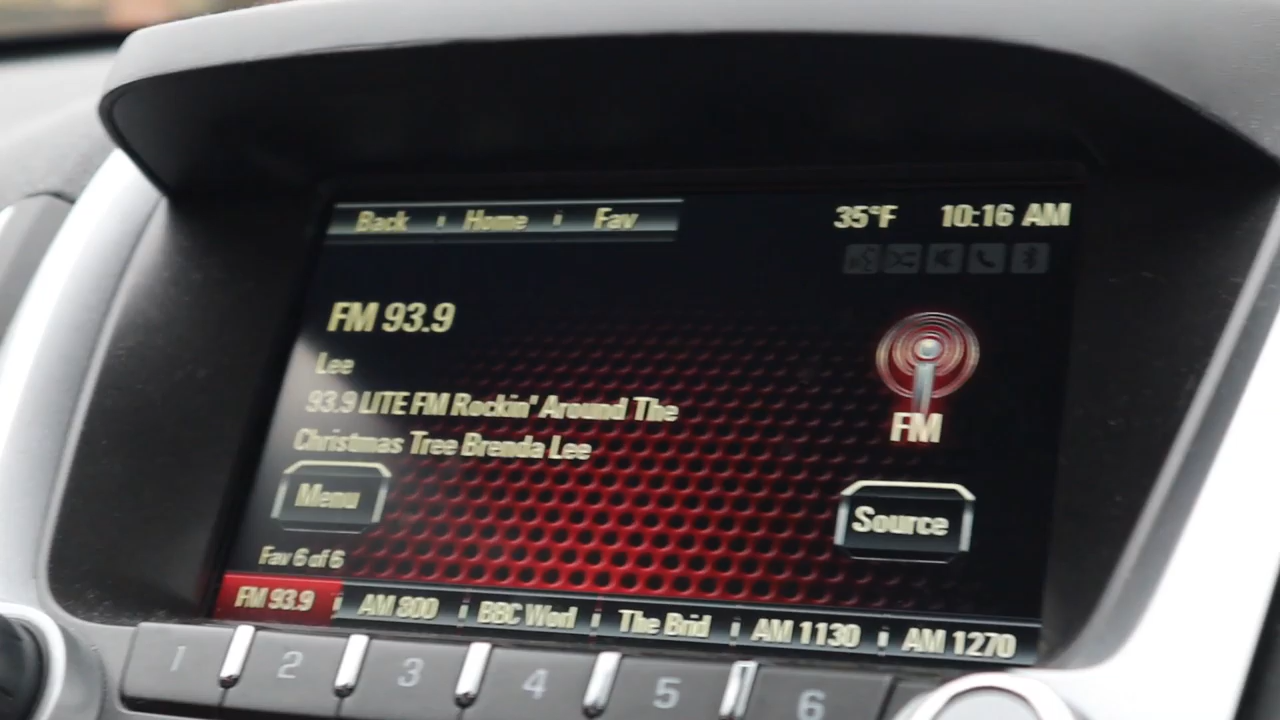 Back Home Fav 35°F 10:16 AM
FM 93.9
Lee
93.9 LITE FM Rockin' Around The
Christmas Tree Brenda Lee
FM
Menu
Source
Fav 6 of 6
FM 93.9 AM 800 BBC Worl The Brid AM 1130 AM 1270
1 2 3 4 5 6